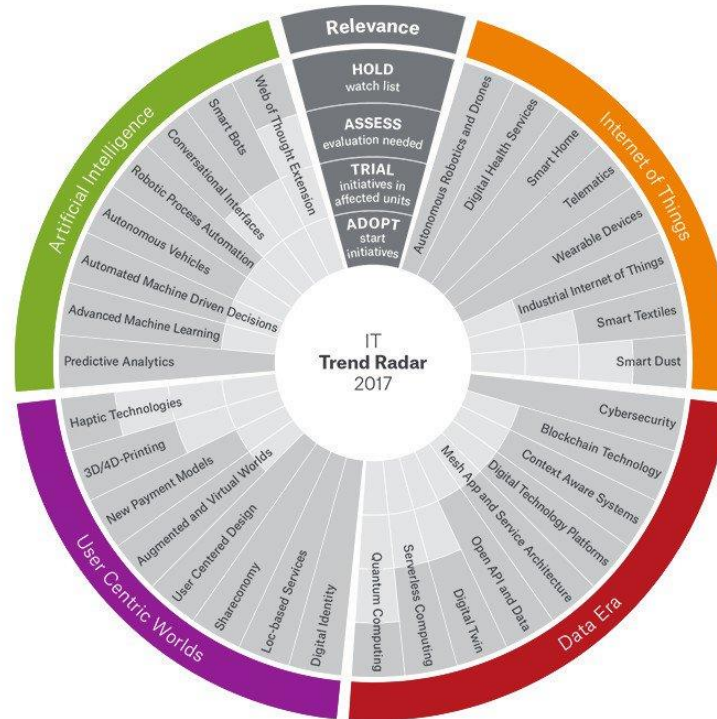 Relevance
HOLD
watch list
ASSESS
evaluation needed
TRIAL
initiatives in
affected units
ADOPT
start
initiatives
Internet of Things
Autonomous Robotics and Drones
Digital Health Services
Smart Home
Telematics
Wearable Devices
Industrial Internet of Things
Smart Textiles
Smart Dust
Data Era
Cybersecurity
Blockchain Technology
Context Aware Systems
Digital Technology Platforms
Mesh App and Service Architecture
Open API and Data
Digital Twin
Serverless Computing
Quantum Computing
User Centric Worlds
Digital Identity
Loc-based Services
Shareconomy
User Centered Design
Augmented and Virtual Worlds
New Payment Models
3D/4D-Printing
Haptic Technologies
Artificial Intelligence
Predictive Analytics
Advanced Machine Learning
Automated Machine Driven Decisions
Autonomous Vehicles
Robotic Process Automation
Conversational Interfaces
Smart Bots
Web of Thought Extension
IT
Trend Radar
2017